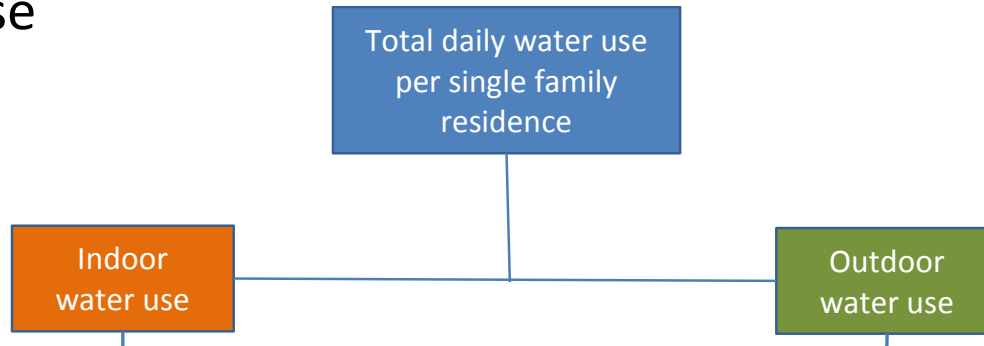 se
Total daily water use
per single family
residence
Indoor
water use
Outdoor
water use